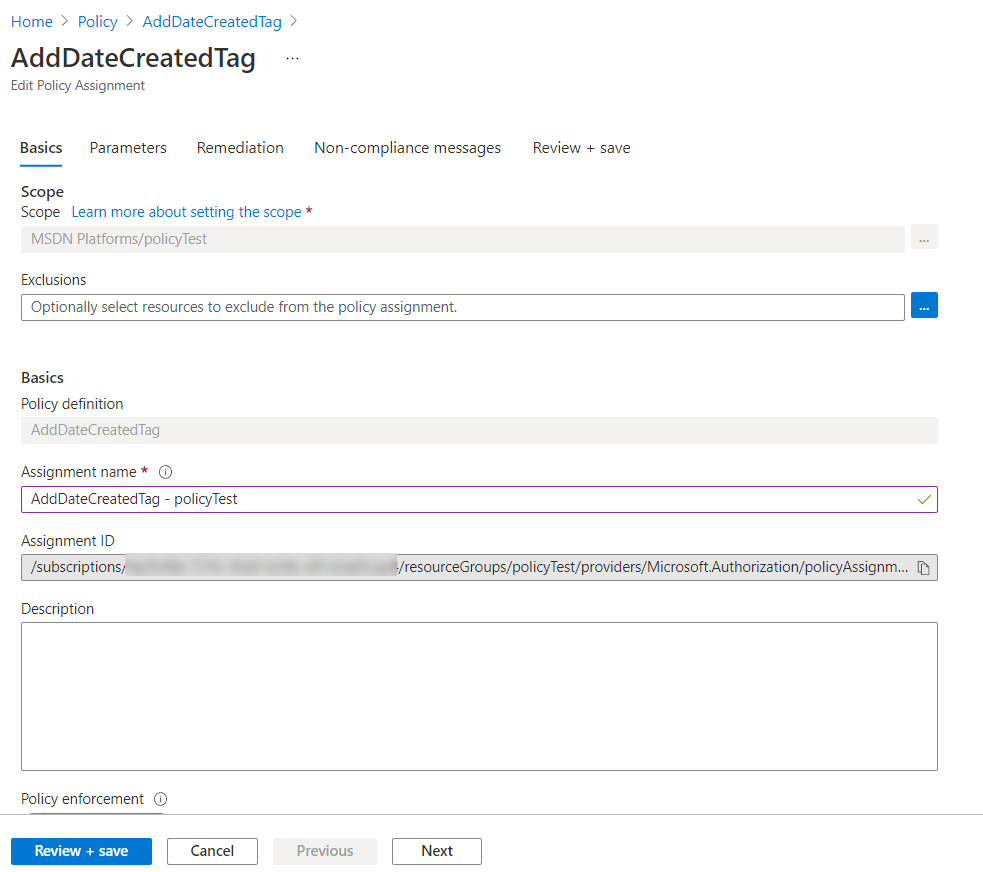 Home > Policy > AddDateCreatedTag >
AddDateCreatedTag ...
Edit Policy Assignment
Basics Parameters Remediation Non-compliance messages Review + save
Scope
Scope Learn more about setting the scope *
MSDN Platforms/policyTest ...
Exclusions
Optionally select resources to exclude from the policy assignment. ...
Basics
Policy definition
AddDateCreatedTag
Assignment name *
AddDateCreatedTag - policyTest
Assignment ID
/subscriptions/ /resourceGroups/policyTest/providers/Microsoft.Authorization/policyAssignm...
Description
Policy enforcement
Review + save Cancel Previous Next